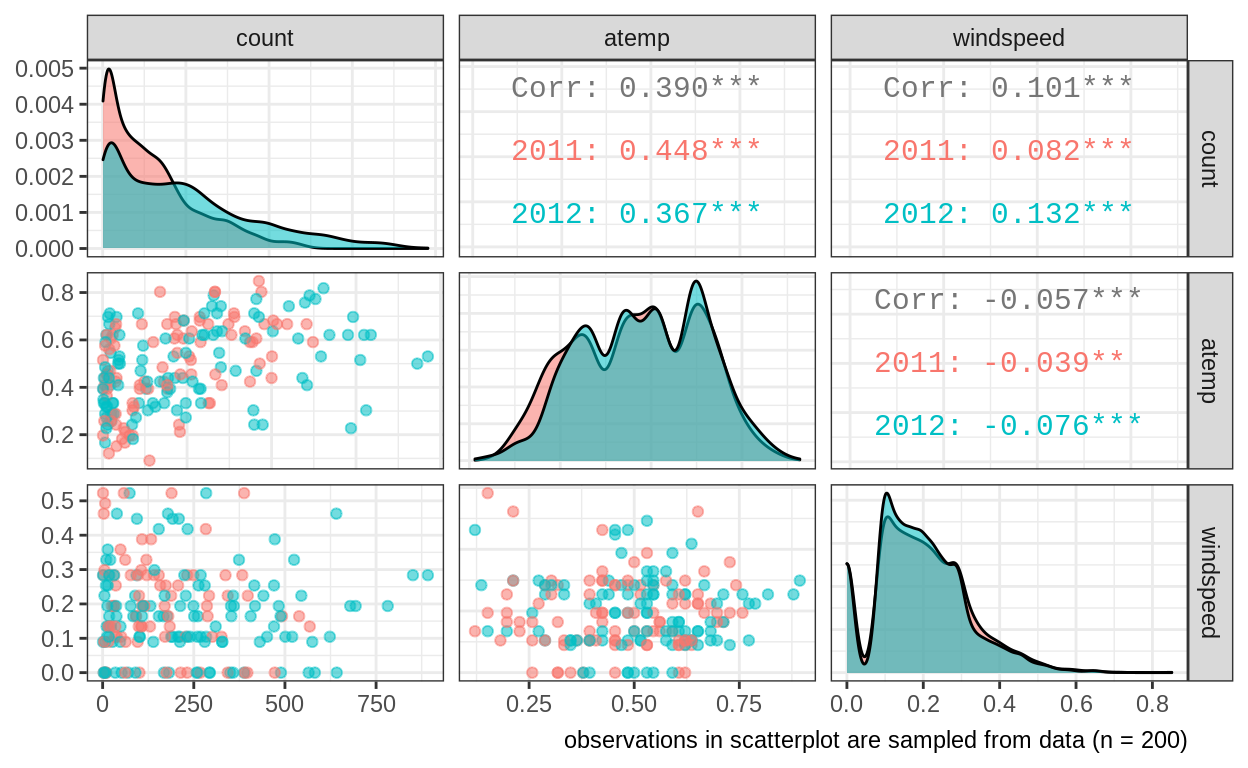 count
atemp
windspeed
0.005
0.004
0.003
0.002
0.001
0.000
Corr: 0.390***
2011: 0.448***
2012: 0.367***
Corr: 0.101***
2011: 0.082***
2012: 0.132***
count
0.8
0.6
0.4
0.2
Corr: -0.057***
2011: -0.039**
2012: -0.076***
atemp
0.5
0.4
0.3
0.2
0.1
0.0
windspeed
0 250 500 750
0.25 0.50 0.75
0.0 0.2 0.4 0.6 0.8
observations in scatterplot are sampled from data (n = 200)